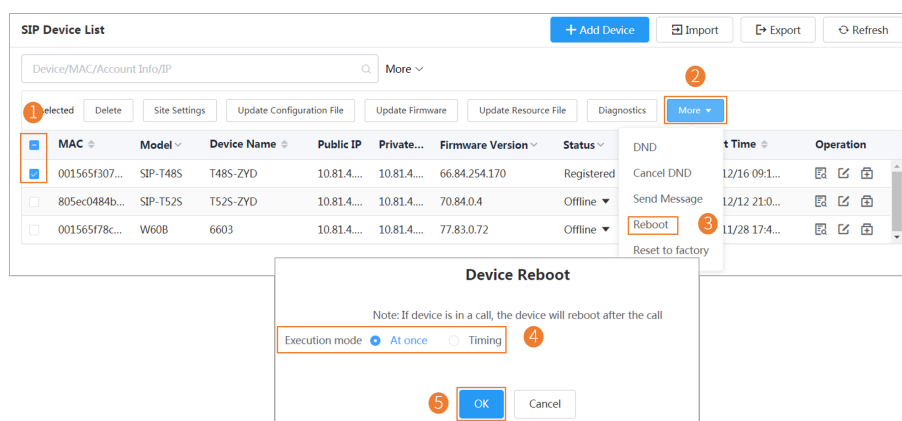 SIP Device List + Add Device Import Export Refresh
Device/MAC/Account Info/IP More
2
1 elected Delete Site Settings Update Configuration File Update Firmware Update Resource File Diagnostics More
MAC Model Device Name Public IP Private... Firmware Version Status t Time Operation
DND
001565f307... SIP-T48S T48S-ZYD 10.81.4.... 10.81.4.... 66.84.254.170 Registered Cancel DND 12/16 09:1...
805ec0484b... SIP-T52S T52S-ZYD 10.81.4.... 10.81.4.... 70.84.0.4 Offline Send Message 12/12 21:0...
001565f78c... W60B 6603 10.81.4.... 10.81.4.... 77.83.0.72 Offline Reboot 3 11/28 17:4...
Reset to factory
Device Reboot
Note: If device is in a call, the device will reboot after the call
Execution mode At once Timing 4
5 OK Cancel